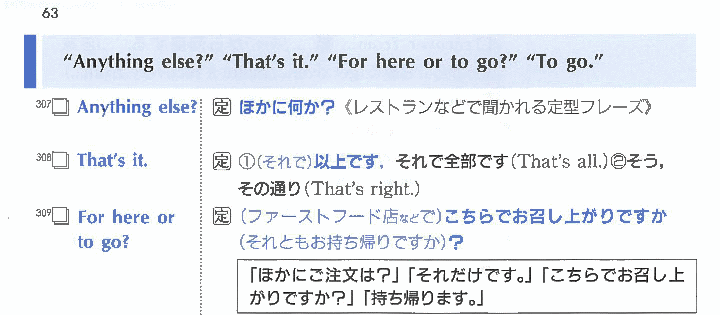 63
“Anything else?” “That's it.” “For here or to go?” “To go.”
307□ Anything else? 定 ほかに何か？《レストランなどで聞かれる定型フレーズ》
308□ That's it. 定 ①(それで)以上です，それで全部です(That's all.)②そう，
その通り(That's right.)
309□ For here or 定 (ファーストフード店などで)こちらでお召し上がりですか
to go? (それともお持ち帰りですか)？
「ほかにご注文は？」「それだけです。」「こちらでお召し上
がりですか？」「持ち帰ります。」